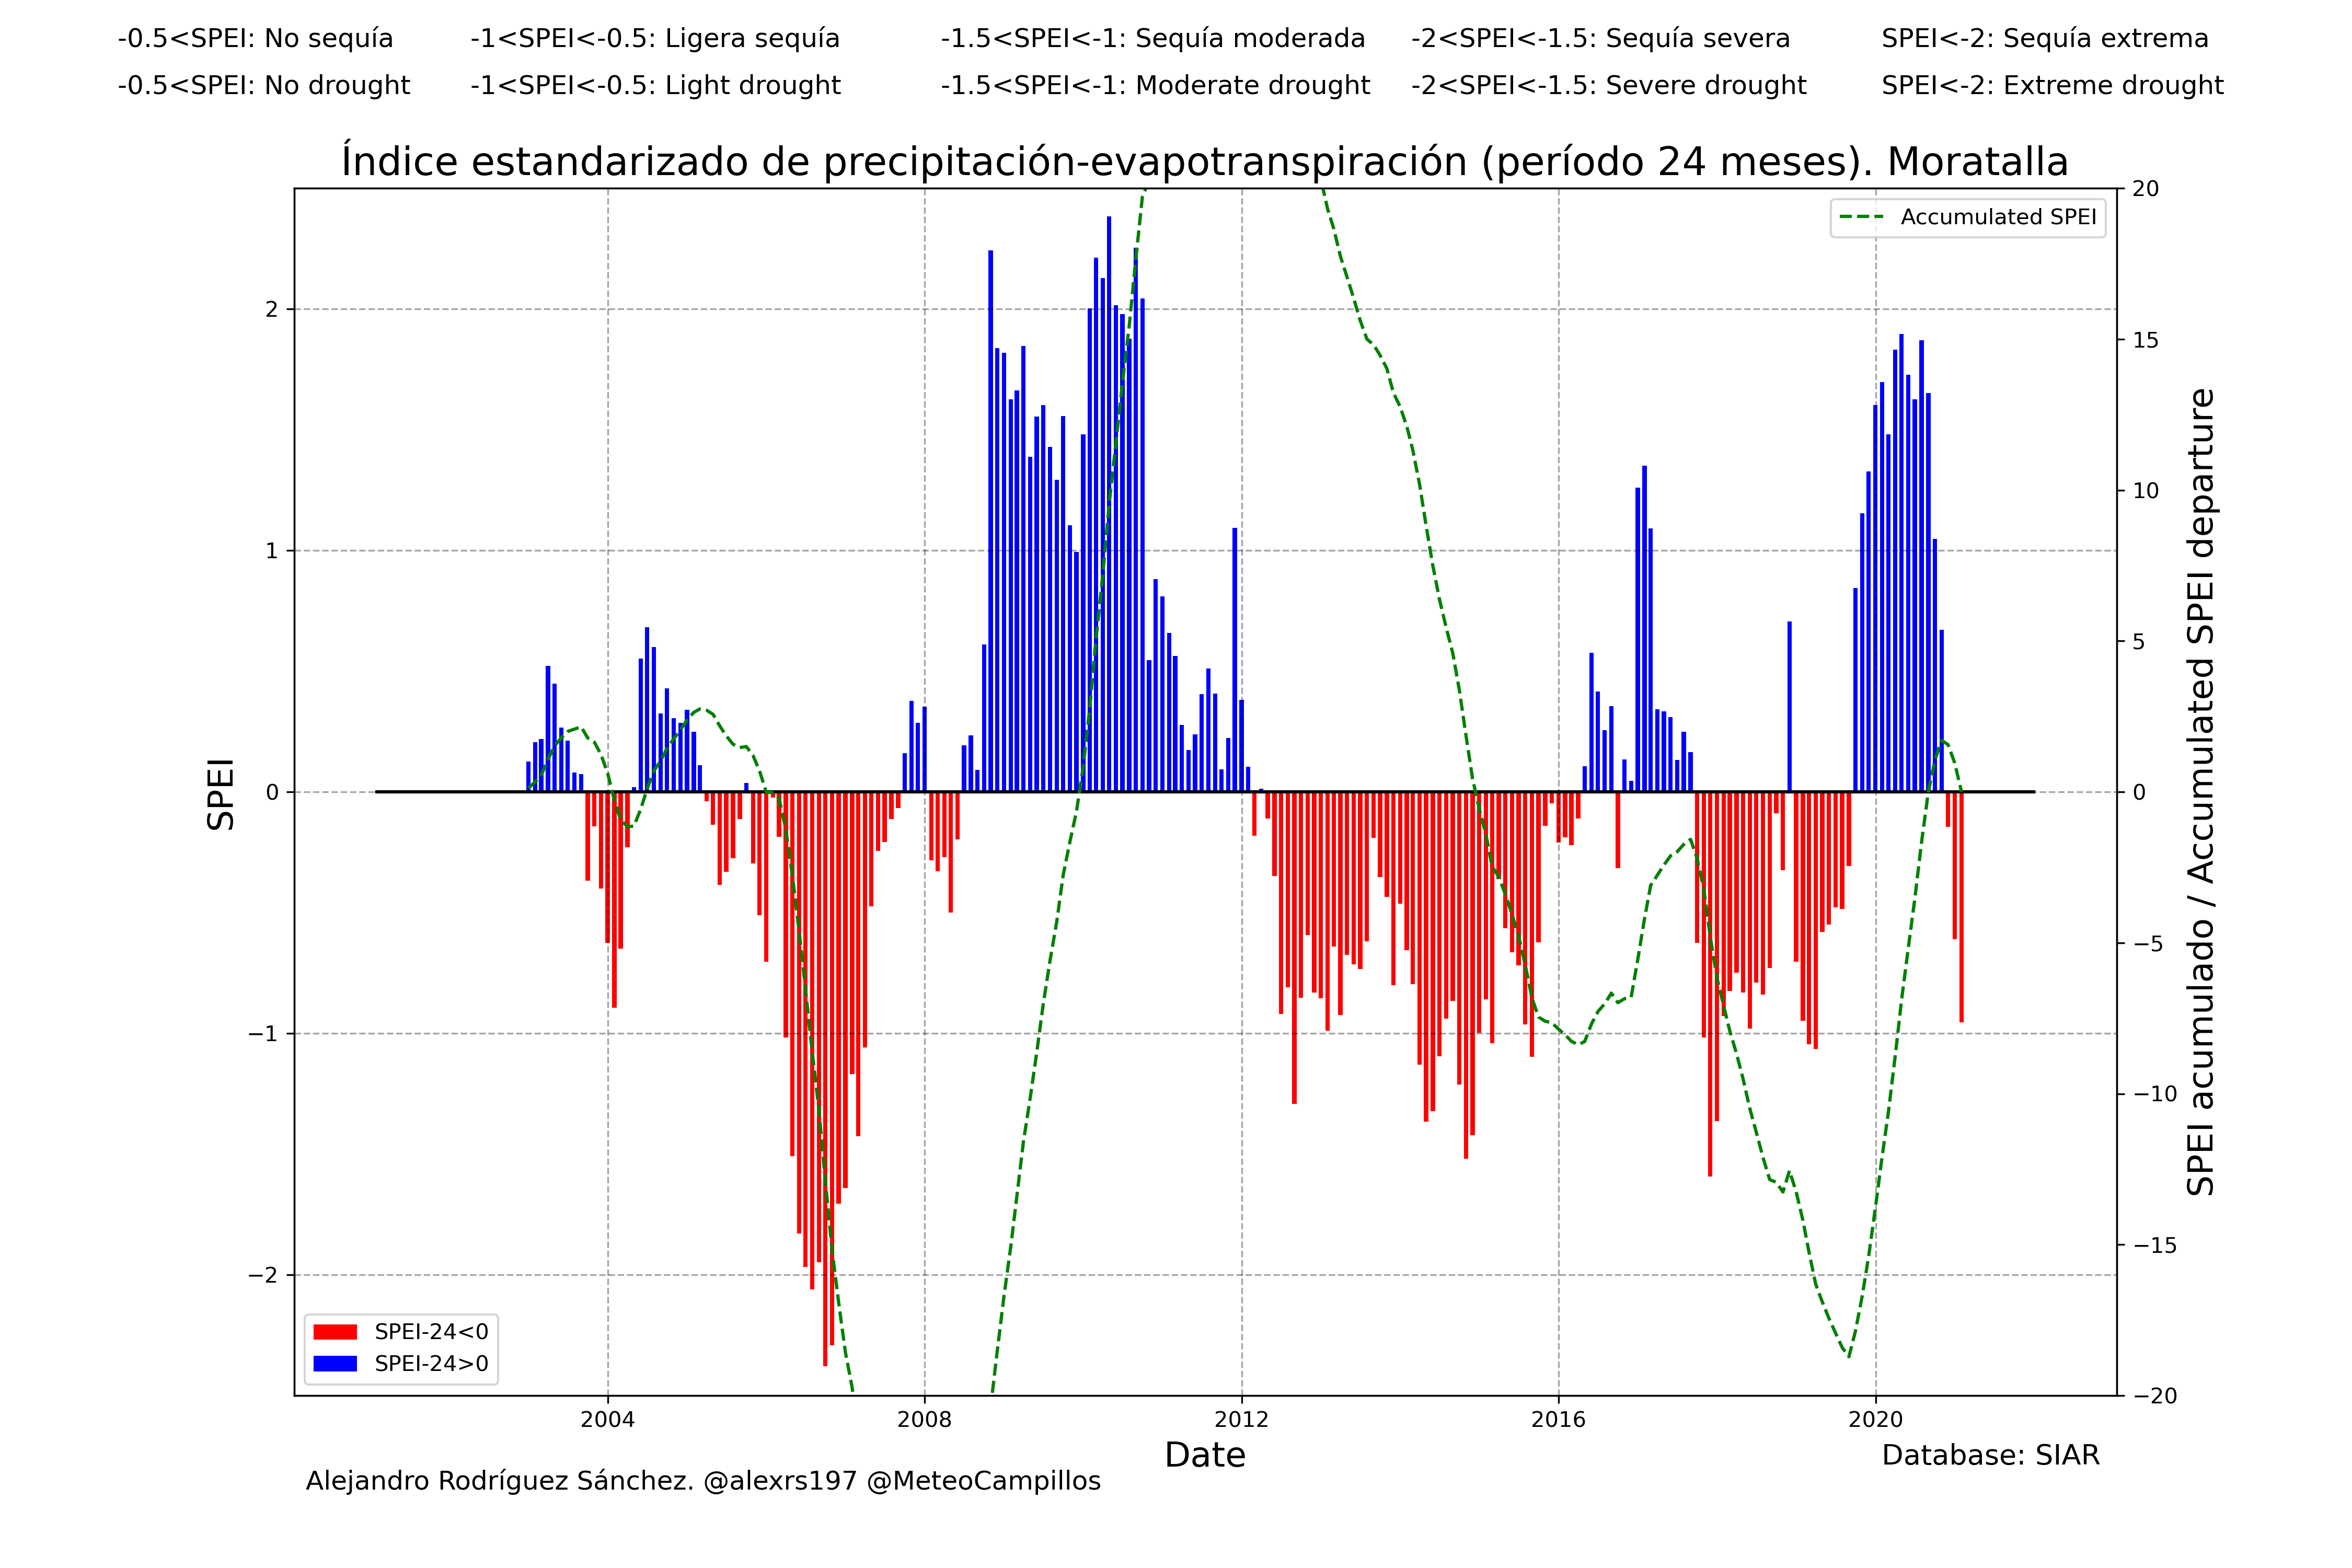 -0.5<SPEI: No sequía -1<SPEI<-0.5: Ligera sequía -1.5<SPEI<-1: Sequía moderada -2<SPEI<-1.5: Sequía severa SPEI<-2: Sequía extrema
-0.5<SPEI: No drought -1<SPEI<-0.5: Light drought -1.5<SPEI<-1: Moderate drought -2<SPEI<-1.5: Severe drought SPEI<-2: Extreme drought
Índice estandarizado de precipitación-evapotranspiración (período 24 meses). Moratalla
Accumulated SPEI
SPEI
2
1
0
−1
−2
20
15
10
5
0
−5
−10
−15
−20
SPEI acumulado / Accumulated SPEI departure
SPEI-24<0
SPEI-24>0
2004 2008 2012 2016 2020
Date
Database: SIAR
Alejandro Rodríguez Sánchez. @alexrs197 @MeteoCampillos